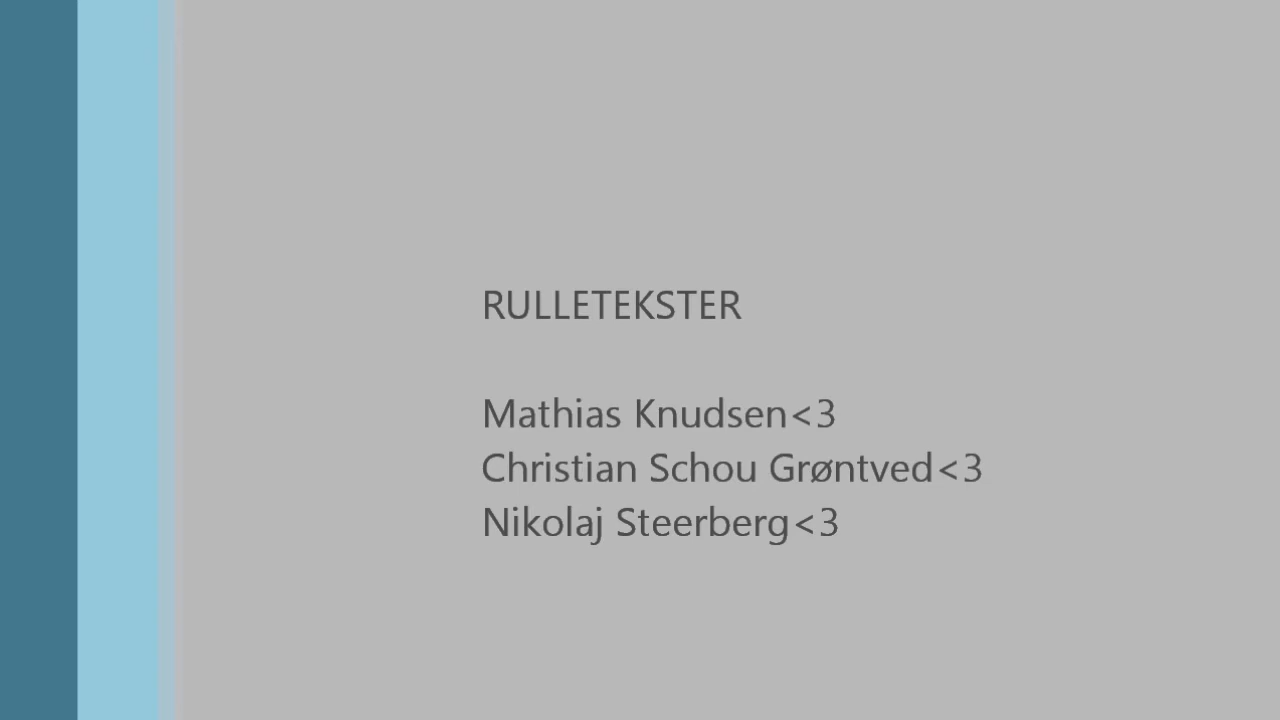 RULLETEKSTER
Mathias Knudsen<3
Christian Schou Grøntved<3
Nikolaj Steerberg<3